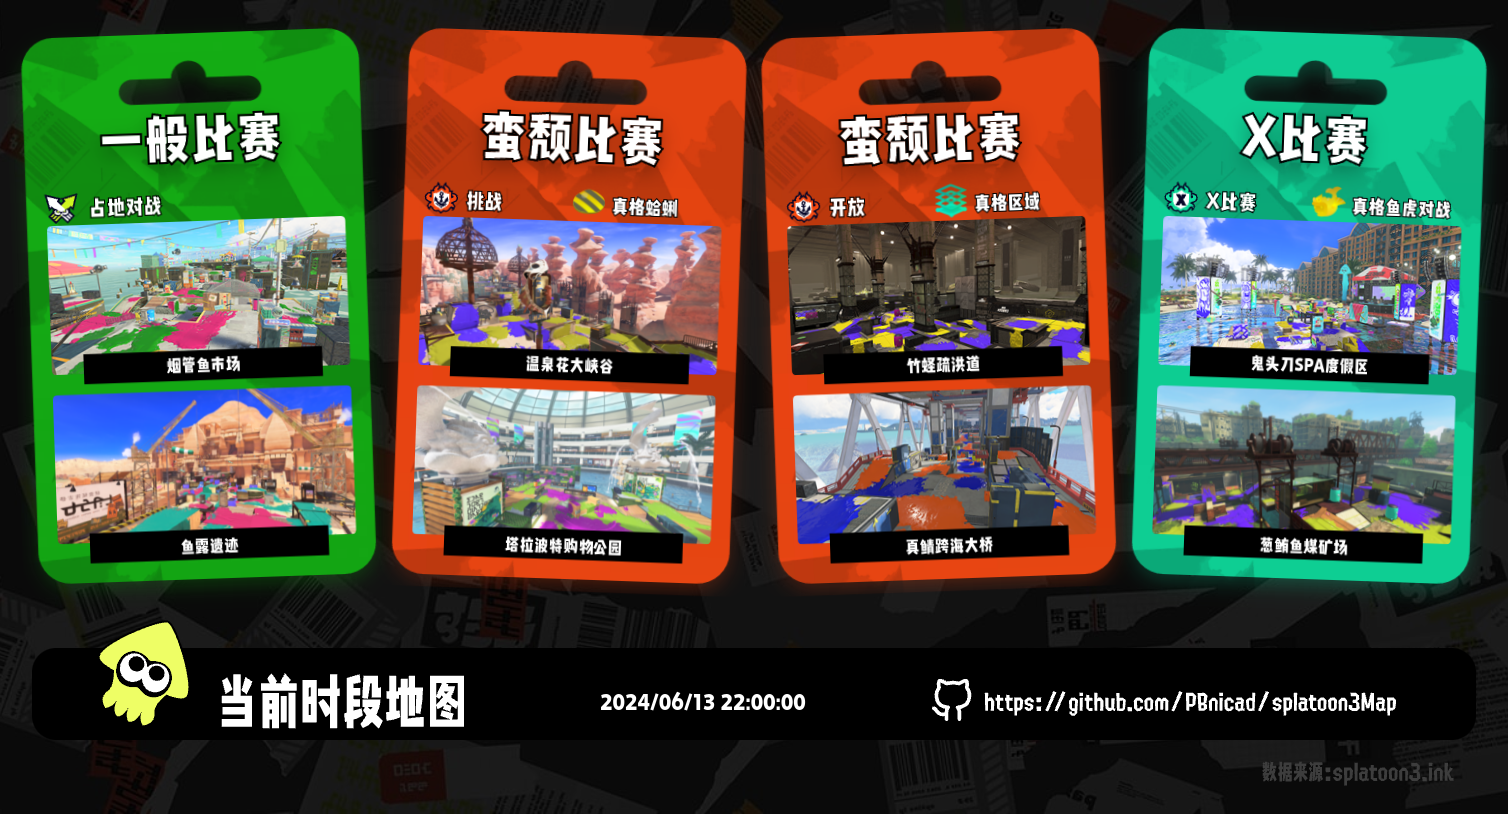 一般比赛
占地对战
烟管鱼市场
鱼露遗迹
蛮颓比赛
挑战
真格蛤蜊
温泉花大峡谷
塔拉波特购物公园
蛮颓比赛
开放
真格区域
竹蛏疏洪道
真鲭跨海大桥
X比赛
X比赛
真格鱼虎对战
鬼头刀SPA度假区
葱鲔鱼煤矿场
当前时段地图
2024/06/13 22:00:00
https://github.com/PBnicad/splatoon3Map
数据来源:splatoon3.ink